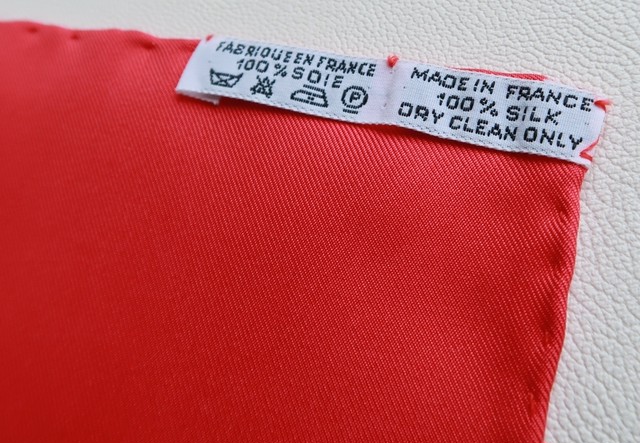 FABRIQUE EN FRANCE
100% SOIE
P
MADE IN FRANCE
100% SILK
DRY CLEAN ONLY